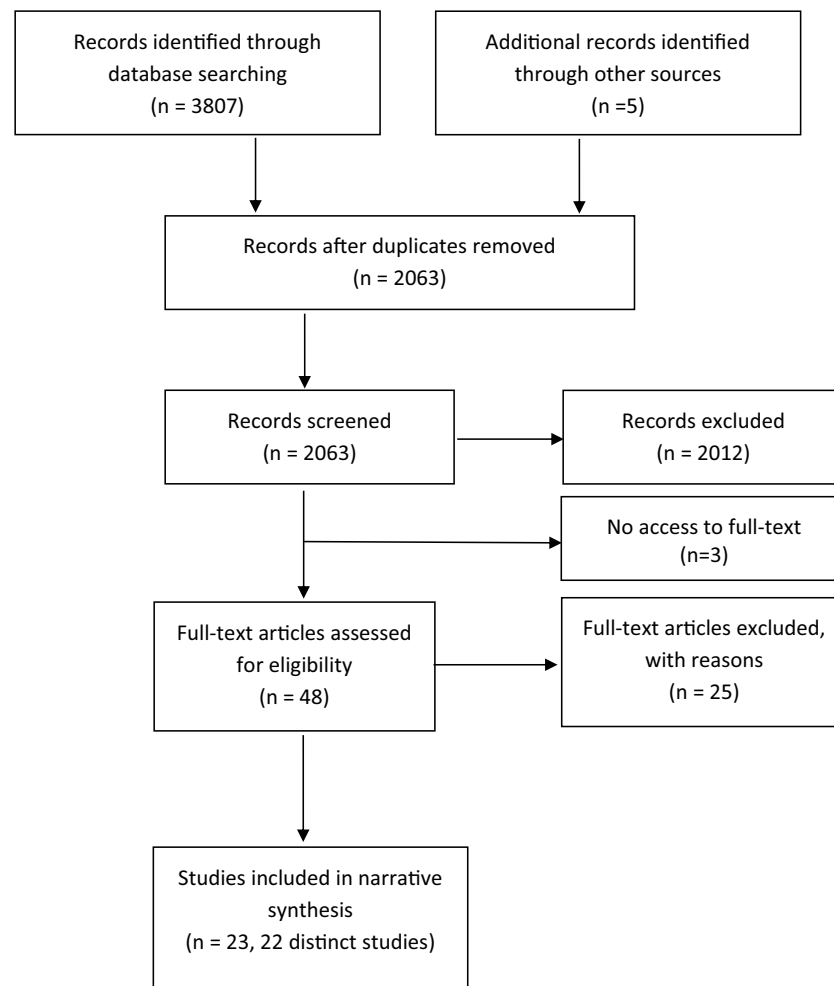 Records identified through
database searching
(n = 3807)
Additional records identified
through other sources
(n =5)
Records after duplicates removed
(n = 2063)
Records screened
(n = 2063)
Records excluded
(n = 2012)
No access to full-text
(n=3)
Full-text articles assessed
for eligibility
(n = 48)
Full-text articles excluded,
with reasons
(n = 25)
Studies included in narrative
synthesis
(n = 23, 22 distinct studies)